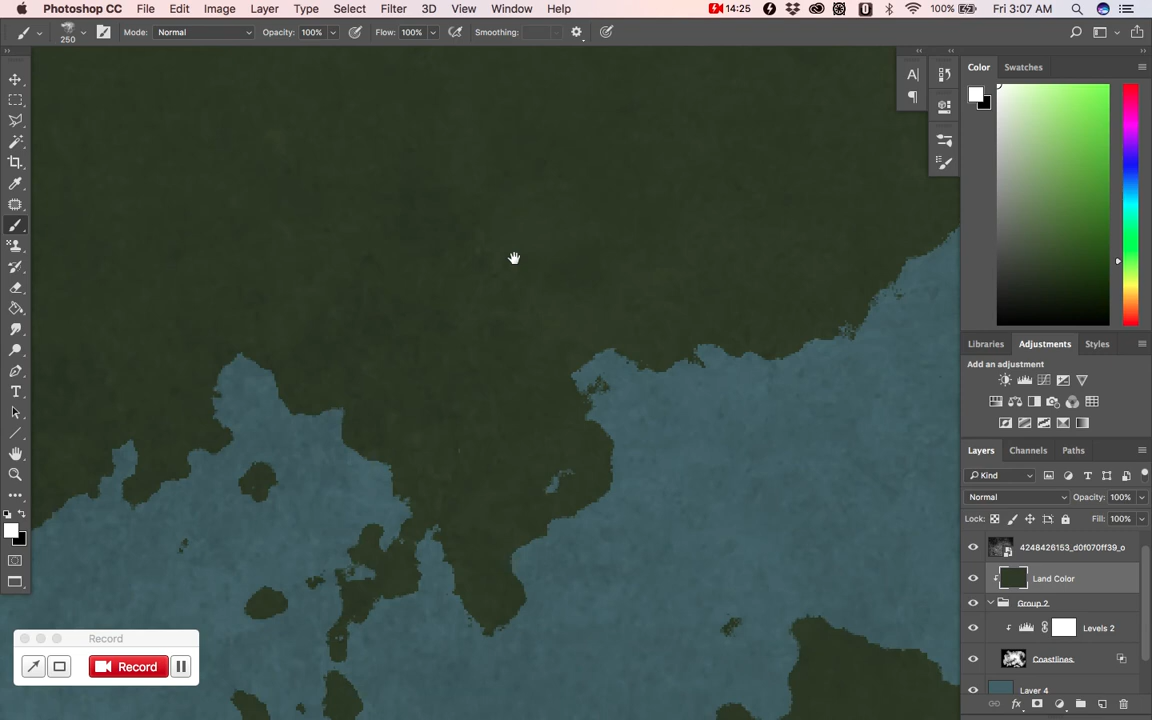 Photoshop CC File Edit Image Layer Type Select Filter 3D View Window Help 14:25 100% Fri 3:07 AM
250 Mode: Normal Opacity: 100% Flow: 100% Smoothing:
A|
Color Swatches
Libraries Adjustments Styles
Add an adjustment
Layers Channels Paths
Kind
Normal Opacity: 100%
Lock: Fill: 100%
4248426153_d0f070ff39_o
Land Color
Group 2
Levels 2
Coastlines
Layer 4
fx
Record
Record